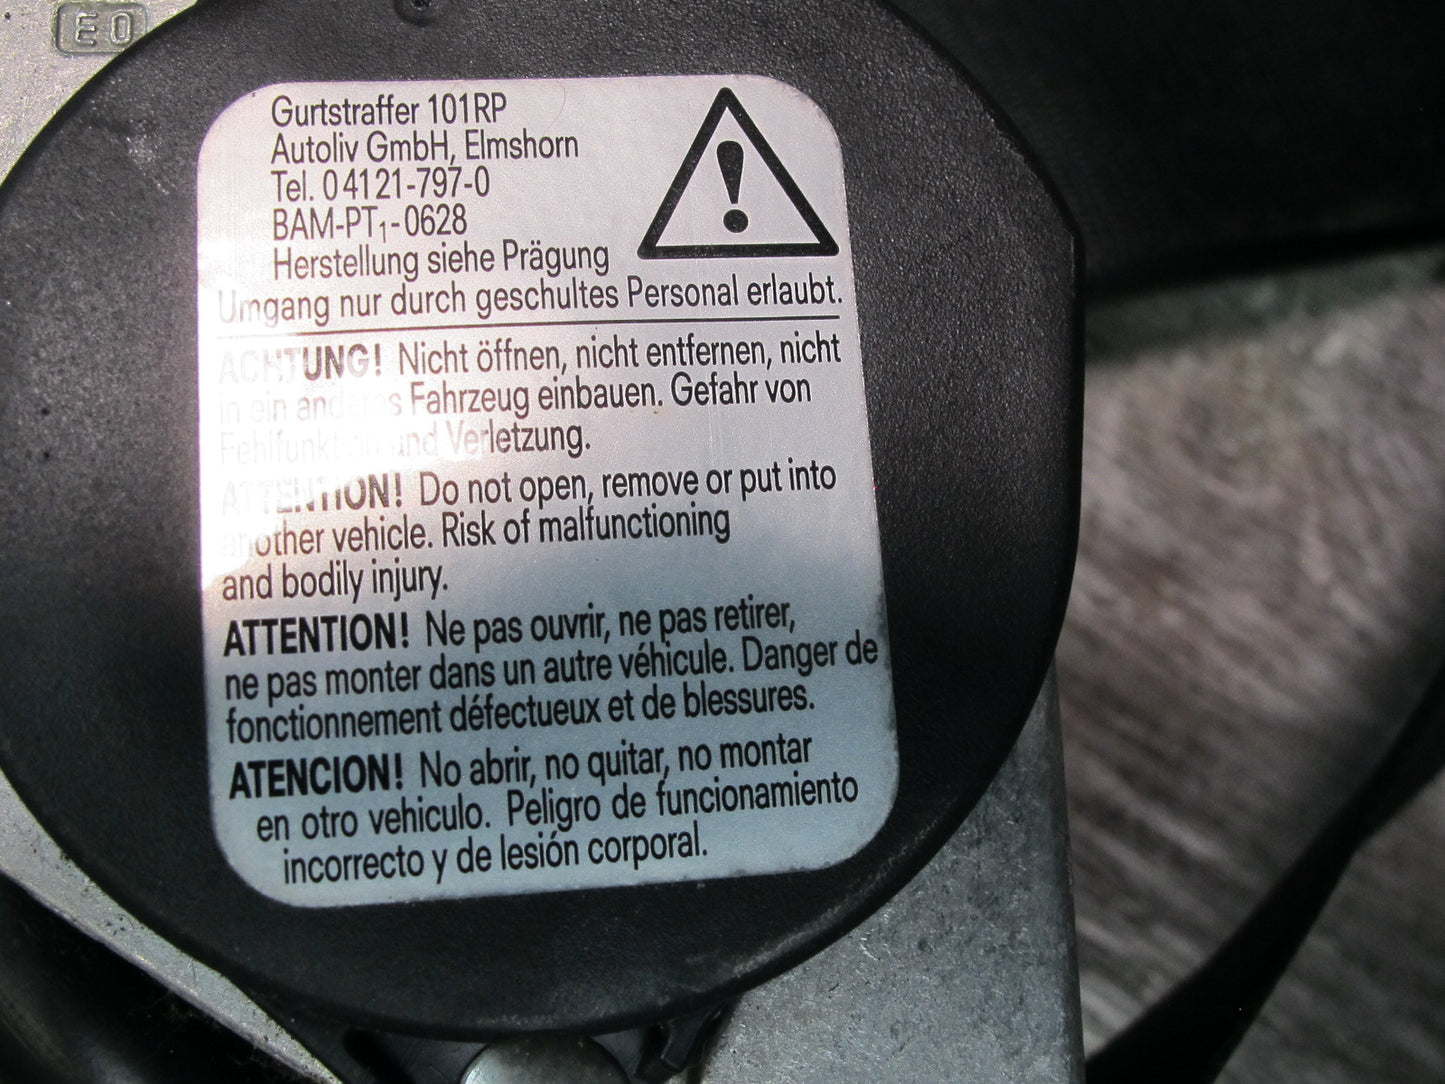 E0
Gurtstraffer 101RP
Autoliv GmbH, Elmshorn
Tel. 04121-797-0
BAM-PT₁-0628
Herstellung siehe Prägung
Umgang nur durch geschultes Personal erlaubt.
ACHTUNG! Nicht öffnen, nicht entfernen, nicht
in ein anderes Fahrzeug einbauen. Gefahr von
Fehlfunktion und Verletzung.
ATTENTION! Do not open, remove or put into
another vehicle. Risk of malfunctioning
and bodily injury.
ATTENTION! Ne pas ouvrir, ne pas retirer,
ne pas monter dans un autre véhicule. Danger de
fonctionnement défectueux et de blessures.
ATENCION! No abrir, no quitar, no montar
en otro vehiculo. Peligro de funcionamiento
incorrecto y de lesión corporal.